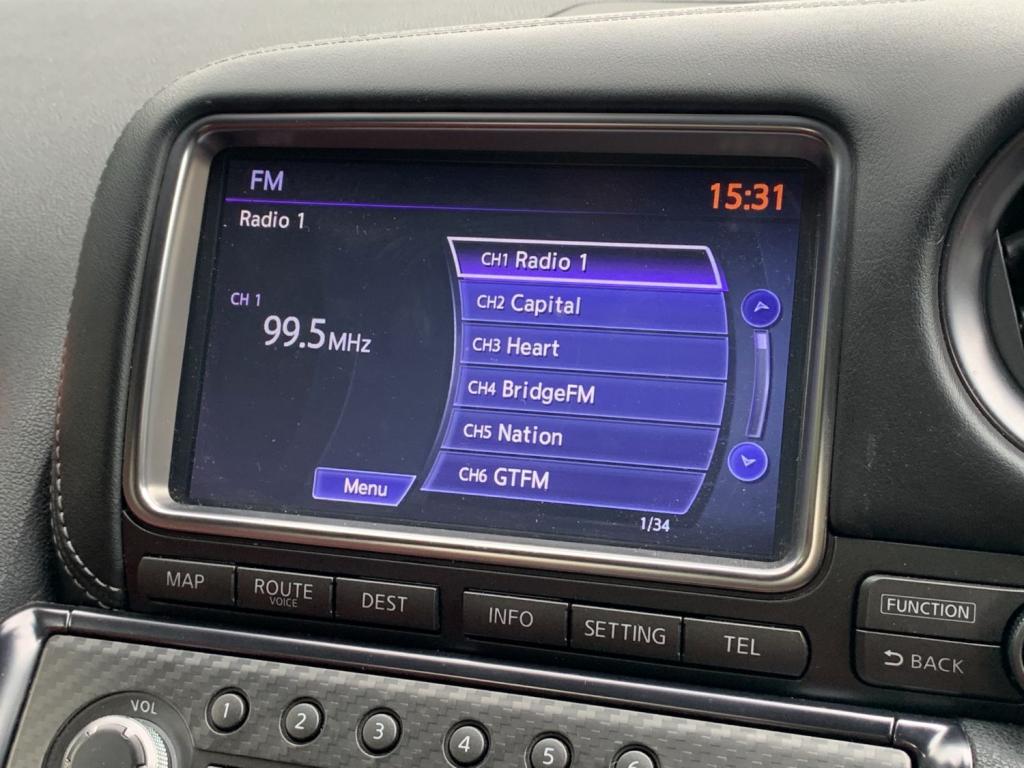 FM
15:31
Radio 1
CH 1
99.5MHz
CH1 Radio 1
CH2 Capital
CH3 Heart
CH4 BridgeFM
CH5 Nation
CH6 GTFM
Menu
1/34
MAP
ROUTE
VOICE
DEST
INFO
SETTING
TEL
FUNCTION
BACK
VOL
1
2
3
4
5
6